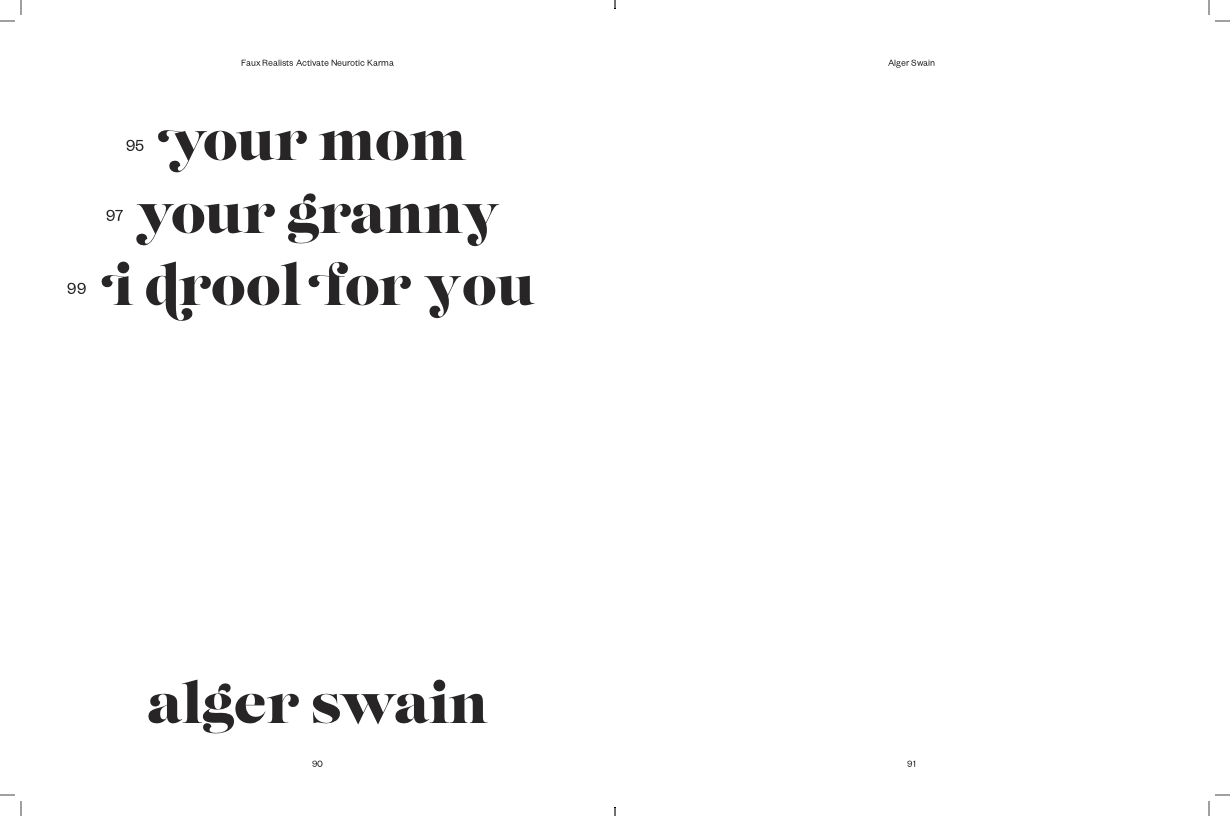 Faux Realists Activate Neurotic Karma
95 your mom
97 your granny
99 i drool for you
alger swain
90
Alger Swain
91